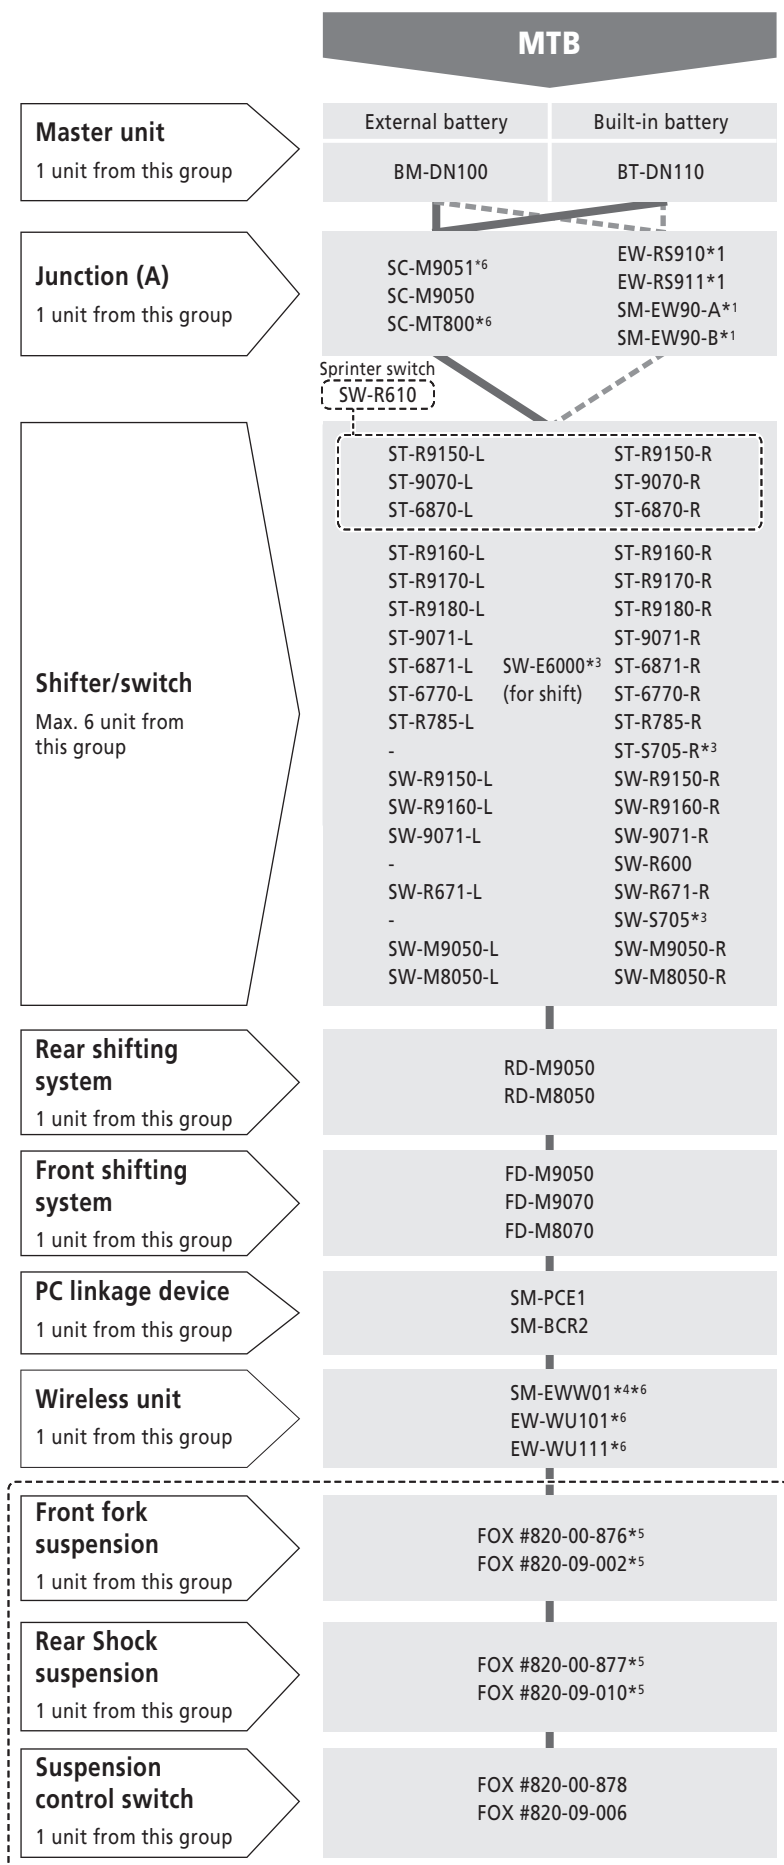 MTB
Master unit
1 unit from this group
External battery
Built-in battery
BM-DN100
BT-DN110
Junction (A)
1 unit from this group
SC-M9051*6
SC-M9050
SC-MT800*6
EW-RS910*1
EW-RS911*1
SM-EW90-A*1
SM-EW90-B*1
Sprinter switch
SW-R610
Shifter/switch
Max. 6 unit from
this group
ST-R9150-L ST-R9150-R
ST-9070-L ST-9070-R
ST-6870-L ST-6870-R
ST-R9160-L ST-R9160-R
ST-R9170-L ST-R9170-R
ST-R9180-L ST-R9180-R
ST-9071-L ST-9071-R
ST-6871-L SW-E6000*3 ST-6871-R
ST-6770-L (for shift) ST-6770-R
ST-R785-L ST-R785-R
- ST-S705-R*3
SW-R9150-L SW-R9150-R
SW-R9160-L SW-R9160-R
SW-9071-L SW-9071-R
- SW-R600
SW-R671-L SW-R671-R
- SW-S705*3
SW-M9050-L SW-M9050-R
SW-M8050-L SW-M8050-R
Rear shifting
system
1 unit from this group
RD-M9050
RD-M8050
Front shifting
system
1 unit from this group
FD-M9050
FD-M9070
FD-M8070
PC linkage device
1 unit from this group
SM-PCE1
SM-BCR2
Wireless unit
1 unit from this group
SM-EWW01*4*6
EW-WU101*6
EW-WU111*6
Front fork
suspension
1 unit from this group
FOX #820-00-876*5
FOX #820-09-002*5
Rear Shock
suspension
1 unit from this group
FOX #820-00-877*5
FOX #820-09-010*5
Suspension
control switch
1 unit from this group
FOX #820-00-878
FOX #820-09-006